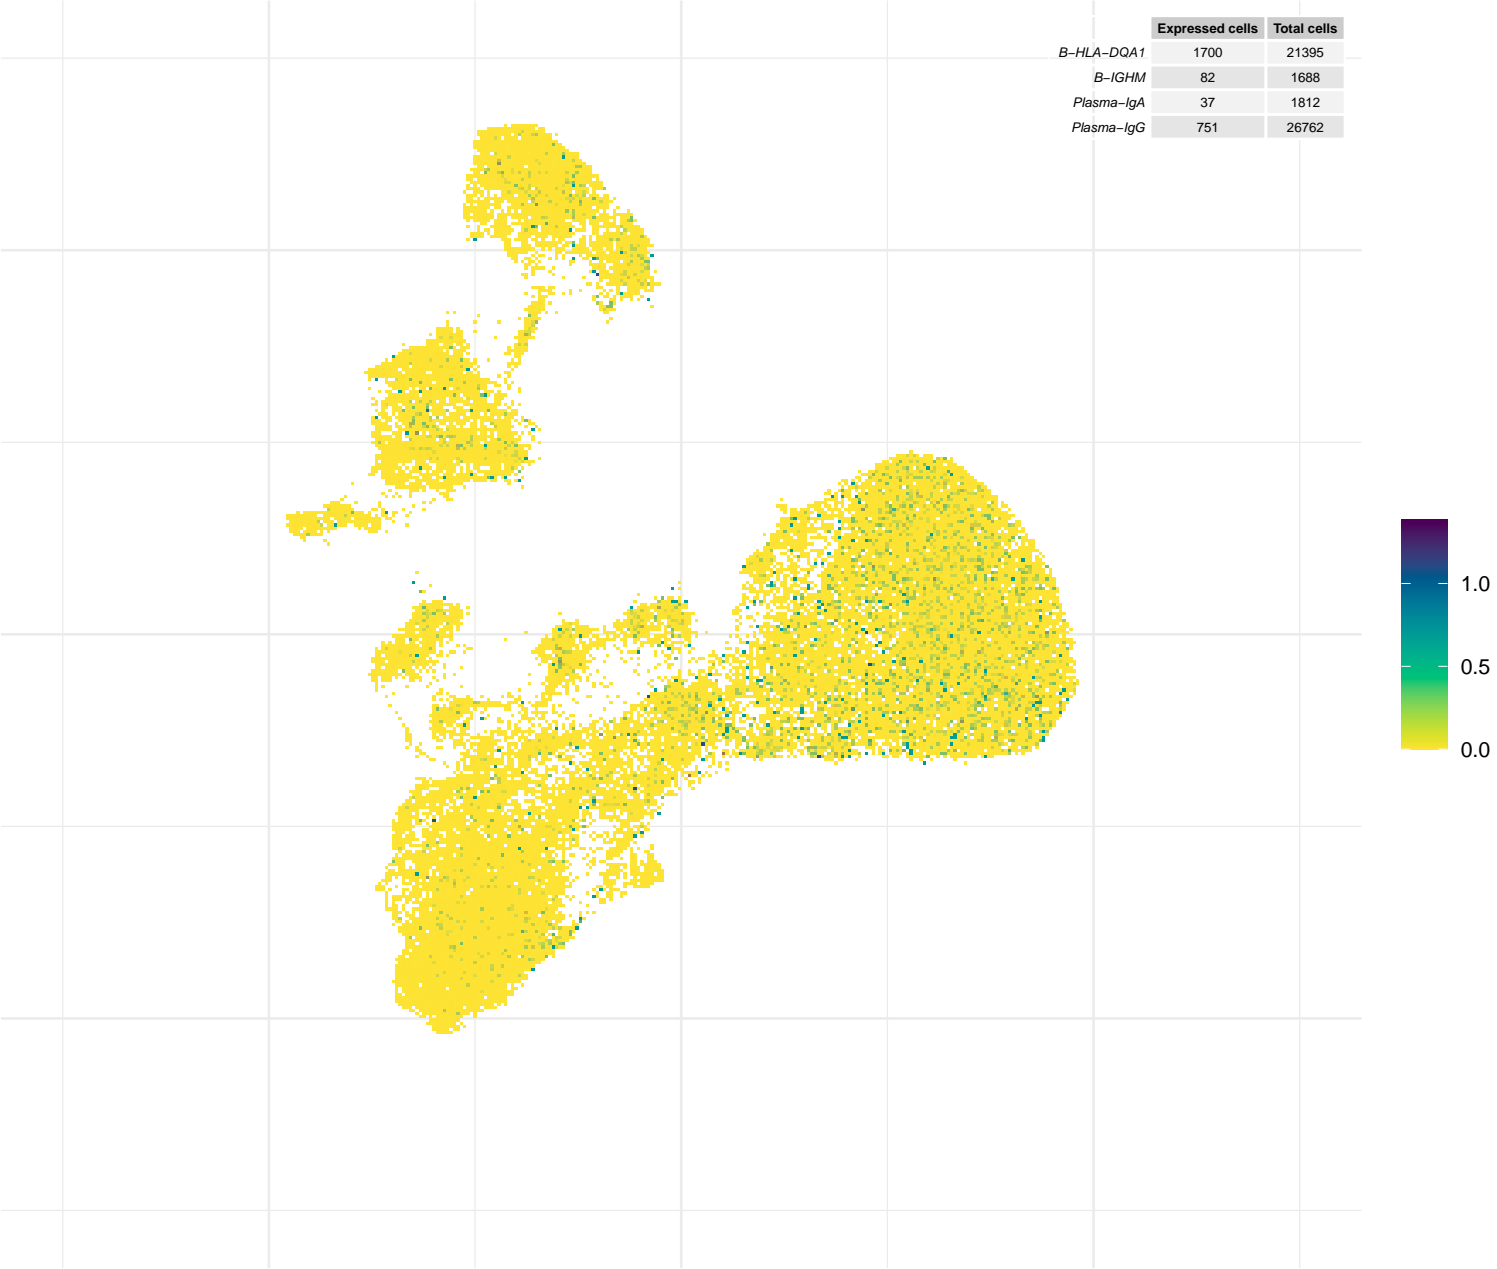 Expressed cells Total cells
B−HLA−DQA1 1700 21395
B−IGHM 82 1688
Plasma−IgA 37 1812
Plasma−IgG 751 26762
1.0
0.5
0.0